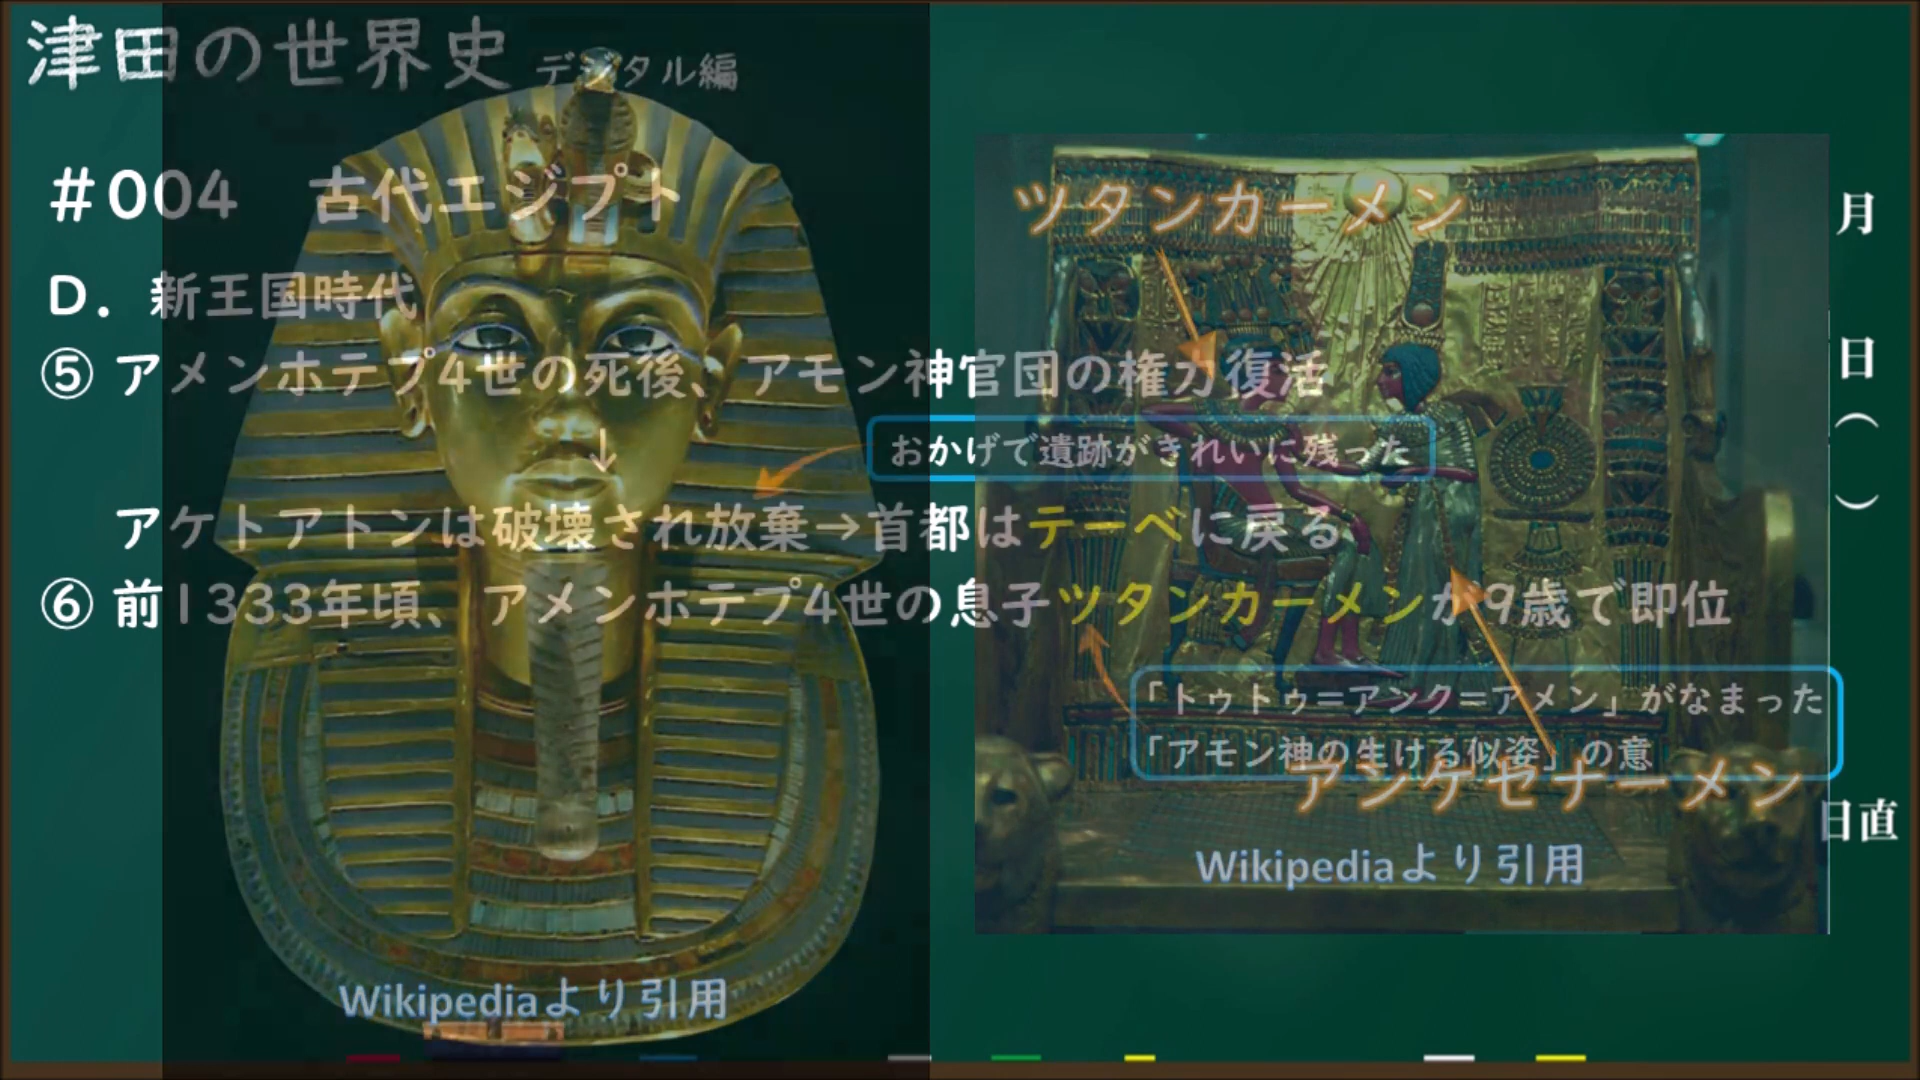 津田の世界史 デジタル編
#004 古代エジプト
D. 新王国時代
⑤ アメンホテプ4世の死後、アモン神官団の権力復活
↓
おかげで遺跡がきれいに残った
アケトアトンは破壊され放棄→首都はテーベに戻る
⑥ 前1333年頃、アメンホテプ4世の息子ツタンカーメンが9歳で即位
「トゥトゥ=アンク=アメン」がなまった
「アモン神の生ける似姿」の意
ツタンカーメン
アンケセナーメン
Wikipediaより引用
Wikipediaより引用
月
日
(
)
日直